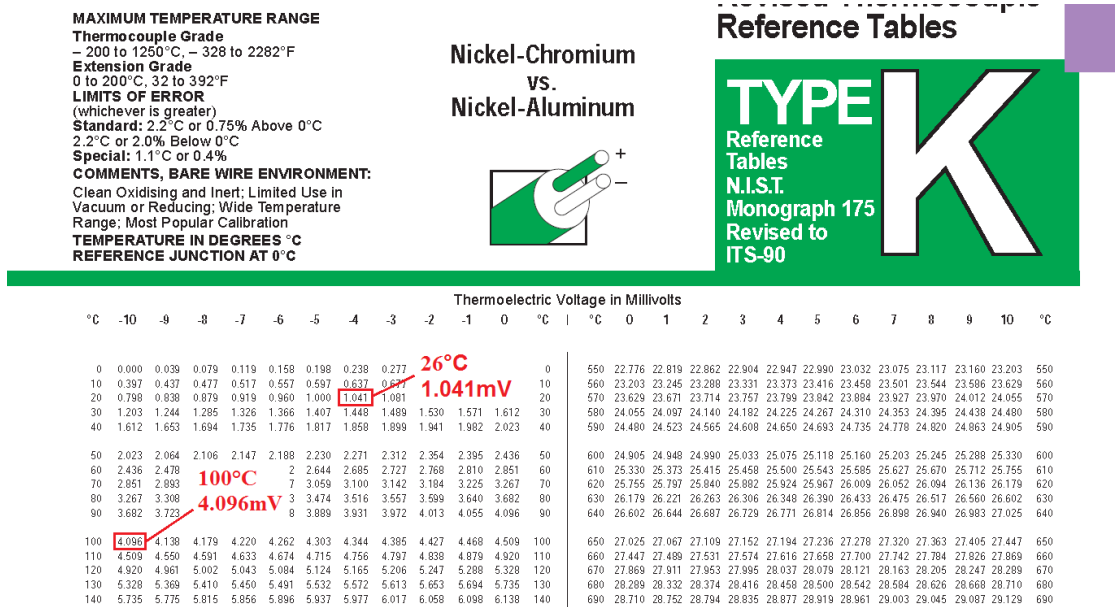 MAXIMUM TEMPERATURE RANGE
Thermocouple Grade
– 200 to 1250°C, – 328 to 2282°F
Extension Grade
0 to 200°C, 32 to 392°F
LIMITS OF ERROR
(whichever is greater)
Standard: 2.2°C or 0.75% Above 0°C
2.2°C or 2.0% Below 0°C
Special: 1.1°C or 0.4%
COMMENTS, BARE WIRE ENVIRONMENT:
Clean Oxidising and Inert; Limited Use in
Vacuum or Reducing; Wide Temperature
Range; Most Popular Calibration
TEMPERATURE IN DEGREES °C
REFERENCE JUNCTION AT 0°C
Nickel-Chromium
vs.
Nickel-Aluminum
+
–
Reference Tables
TYPE K
Reference
Tables
N.I.S.T.
Monograph 175
Revised to
ITS-90
Thermoelectric Voltage in Millivolts
°C -10 -9 -8 -7 -6 -5 -4 -3 -2 -1 0 °C | °C 0 1 2 3 4 5 6 7 8 9 10 °C
0 0.000 0.039 0.079 0.119 0.158 0.198 0.238 0.277 0 550 22.776 22.819 22.862 22.904 22.947 22.990 23.032 23.075 23.117 23.160 23.203 550
10 0.397 0.437 0.477 0.517 0.557 0.597 0.637 0.677 10 560 23.203 23.245 23.288 23.331 23.373 23.416 23.458 23.501 23.544 23.586 23.629 560
20 0.798 0.838 0.879 0.919 0.960 1.000 1.041 1.081 20 570 23.629 23.671 23.714 23.757 23.799 23.842 23.884 23.927 23.970 24.012 24.055 570
30 1.203 1.244 1.285 1.326 1.366 1.407 1.448 1.489 1.530 1.571 1.612 30 580 24.055 24.097 24.140 24.182 24.225 24.267 24.310 24.353 24.395 24.438 24.480 580
40 1.612 1.653 1.694 1.735 1.776 1.817 1.858 1.899 1.941 1.982 2.023 40 590 24.480 24.523 24.565 24.608 24.650 24.693 24.735 24.778 24.820 24.863 24.905 590
26°C
1.041mV
50 2.023 2.064 2.106 2.147 2.188 2.230 2.271 2.312 2.354 2.395 2.436 50 600 24.905 24.948 24.990 25.033 25.075 25.118 25.160 25.203 25.245 25.288 25.330 600
60 2.436 2.478 2 2.644 2.685 2.727 2.768 2.810 2.851 60 610 25.330 25.373 25.415 25.458 25.500 25.543 25.585 25.627 25.670 25.712 25.755 610
70 2.851 2.893 7 3.059 3.100 3.142 3.184 3.225 3.267 70 620 25.755 25.797 25.840 25.882 25.924 25.967 26.009 26.052 26.094 26.136 26.179 620
80 3.267 3.308 3 3.474 3.516 3.557 3.599 3.640 3.682 80 630 26.179 26.221 26.263 26.306 26.348 26.390 26.433 26.475 26.517 26.560 26.602 630
90 3.682 3.723 8 3.889 3.931 3.972 4.013 4.055 4.096 90 640 26.602 26.644 26.687 26.729 26.771 26.814 26.856 26.898 26.940 26.983 27.025 640
100°C
4.096mV
100 4.096 4.138 4.179 4.220 4.262 4.303 4.344 4.385 4.427 4.468 4.509 100 650 27.025 27.067 27.109 27.152 27.194 27.236 27.278 27.320 27.363 27.405 27.447 650
110 4.509 4.550 4.591 4.633 4.674 4.715 4.756 4.797 4.838 4.879 4.920 110 660 27.447 27.489 27.531 27.574 27.616 27.658 27.700 27.742 27.784 27.826 27.869 660
120 4.920 4.961 5.002 5.043 5.084 5.124 5.165 5.206 5.247 5.288 5.328 120 670 27.869 27.911 27.953 27.995 28.037 28.079 28.121 28.163 28.205 28.247 28.289 670
130 5.328 5.369 5.410 5.450 5.491 5.532 5.572 5.613 5.653 5.694 5.735 130 680 28.289 28.332 28.374 28.416 28.458 28.500 28.542 28.584 28.626 28.668 28.710 680
140 5.735 5.775 5.815 5.856 5.896 5.937 5.977 6.017 6.058 6.098 6.138 140 690 28.710 28.752 28.794 28.835 28.877 28.919 28.961 29.003 29.045 29.087 29.129 690